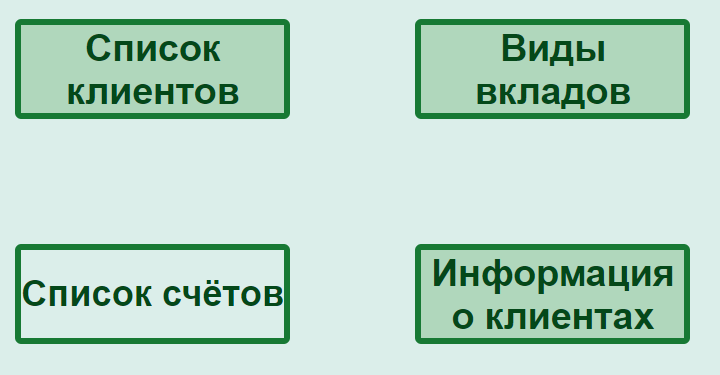 Список
клиентов
Виды
вкладов
Список счётов
Информация
о клиентах